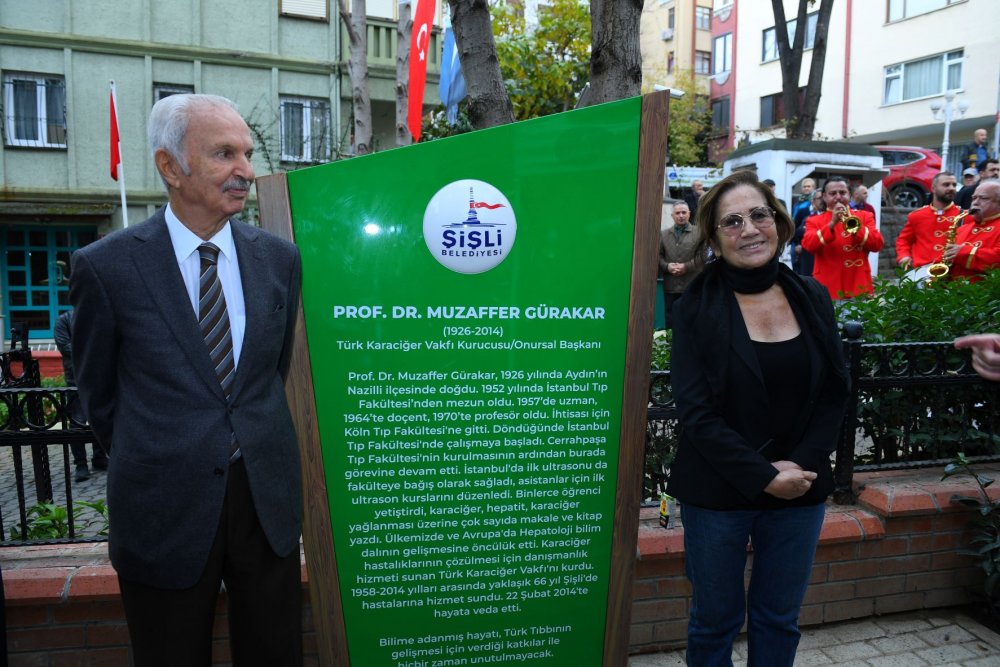 ŞİŞLİ
BELEDİYESİ
PROF. DR. MUZAFFER GÜRAKAR
(1926-2014)
Türk Karaciğer Vakfı Kurucusu/Onursal Başkanı
Prof. Dr. Muzaffer Gürakar, 1926 yılında Aydın'ın
Nazilli ilçesinde doğdu. 1952 yılında İstanbul Tıp
Fakültesi'nden mezun oldu. 1957'de uzman,
1964'te doçent, 1970'te profesör oldu. İhtisası için
Köln Tıp Fakültesi'ne gitti. Döndüğünde İstanbul
Tıp Fakültesi'nde çalışmaya başladı. Cerrahpaşa
Tıp Fakültesi'nin kurulmasının ardından burada
görevine devam etti. İstanbul'da ilk ultrasonu da
fakülteye bağış olarak sağladı, asistanlar için ilk
ultrason kurslarını düzenledi. Binlerce öğrenci
yetiştirdi, karaciğer, hepatit, karaciğer
yağlanması üzerine çok sayıda makale ve kitap
yazdı. Ülkemizde ve Avrupa'da Hepatoloji bilim
dalının gelişmesine öncülük etti. Karaciğer
hastalıklarının çözülmesi için danışmanlık
hizmeti sunan Türk Karaciğer Vakfı'nı kurdu.
1958-2014 yılları arasında yaklaşık 66 yıl Şişli'de
hastalarına hizmet sundu. 22 Şubat 2014'te
hayata veda etti.
Bilime adanmış hayatı, Türk Tıbbının
gelişmesi için verdiği katkılar ile
hiçbir zaman unutulmayacak.